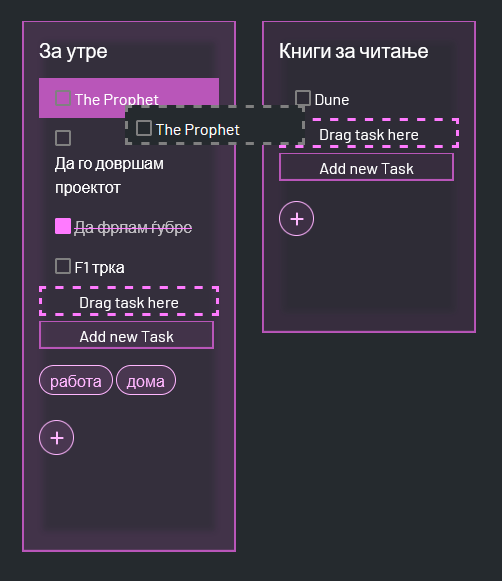 За утре
The Prophet
Да го довршам
проектот
Да фрлам ѓубре
F1 трка
Drag task here
Add new Task
работа дома
+
The Prophet
Книги за читање
Dune
Drag task here
Add new Task
+